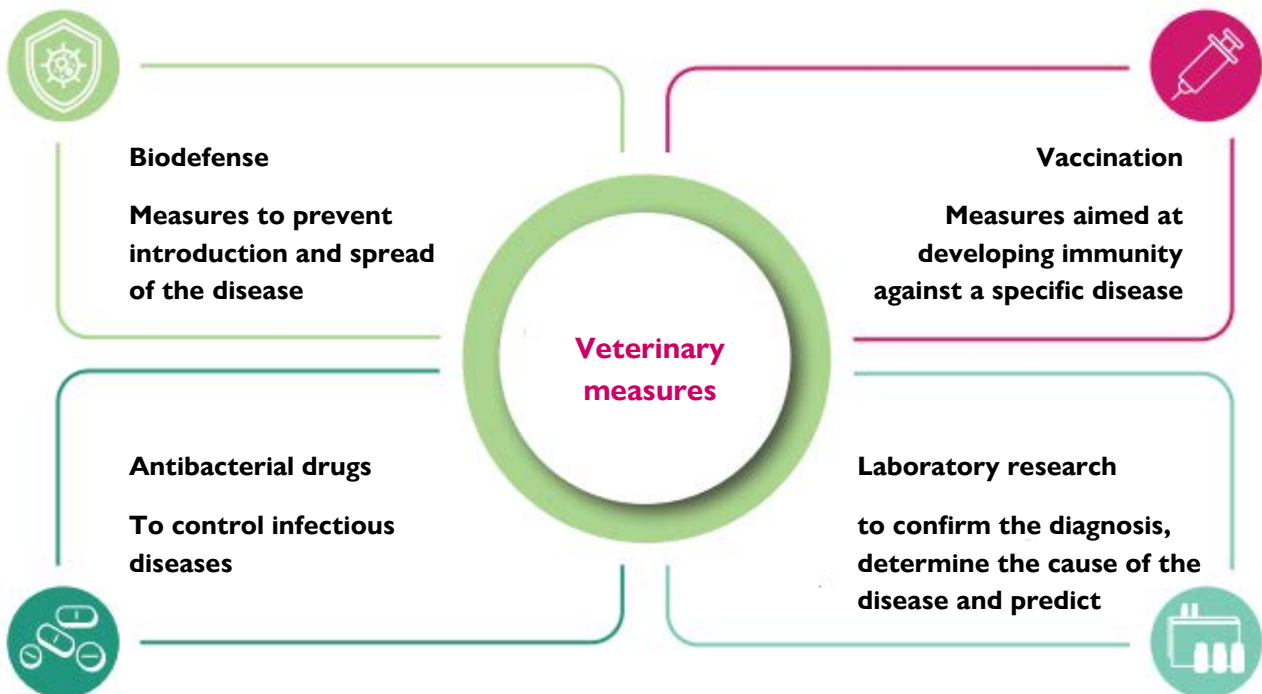 Biodefense
Measures to prevent
introduction and spread
of the disease
Vaccination
Measures aimed at
developing immunity
against a specific disease
Veterinary
measures
Antibacterial drugs
To control infectious
diseases
Laboratory research
to confirm the diagnosis,
determine the cause of the
disease and predict